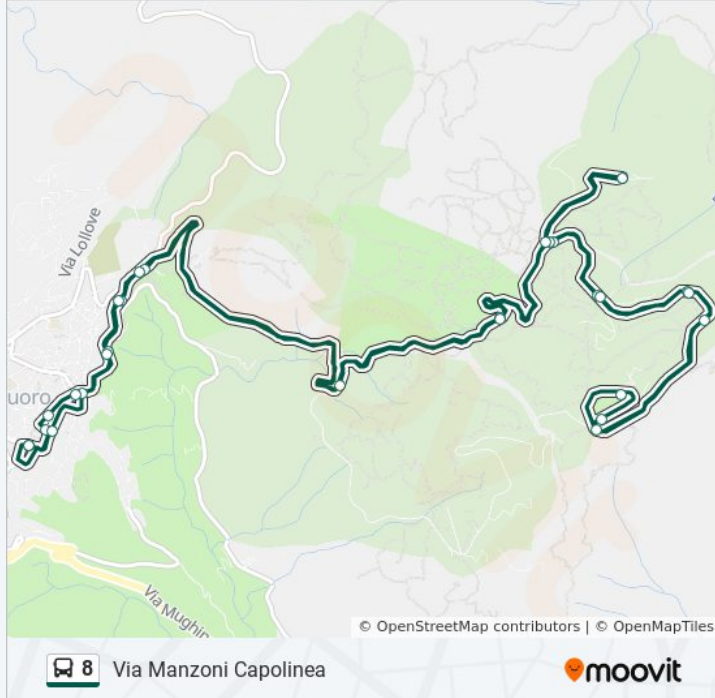 Via Lollove
uoro
Via Mughin
© OpenStreetMap contributors | © OpenMapTiles
8 Via Manzoni Capolinea
moovit